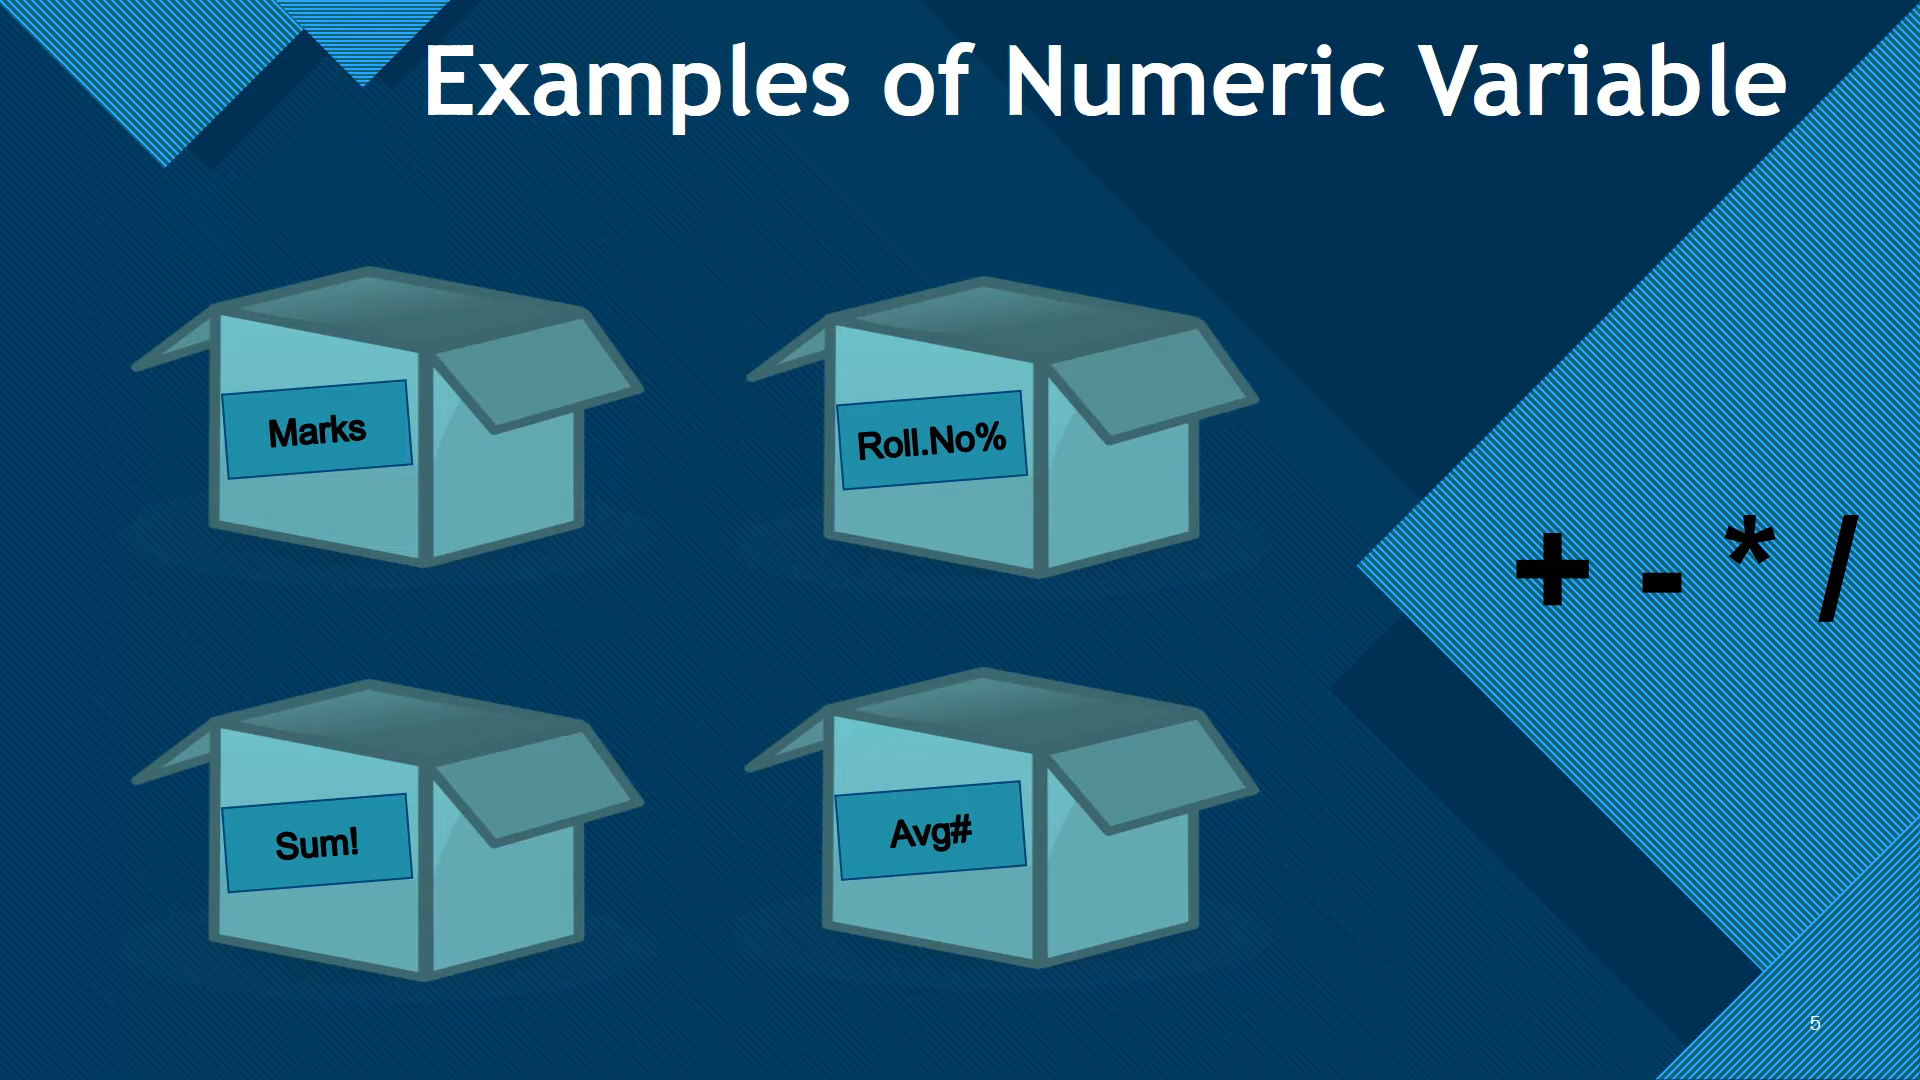 Examples of Numeric Variable
Marks
Roll.No%
+ - * /
Sum!
Avg#
5